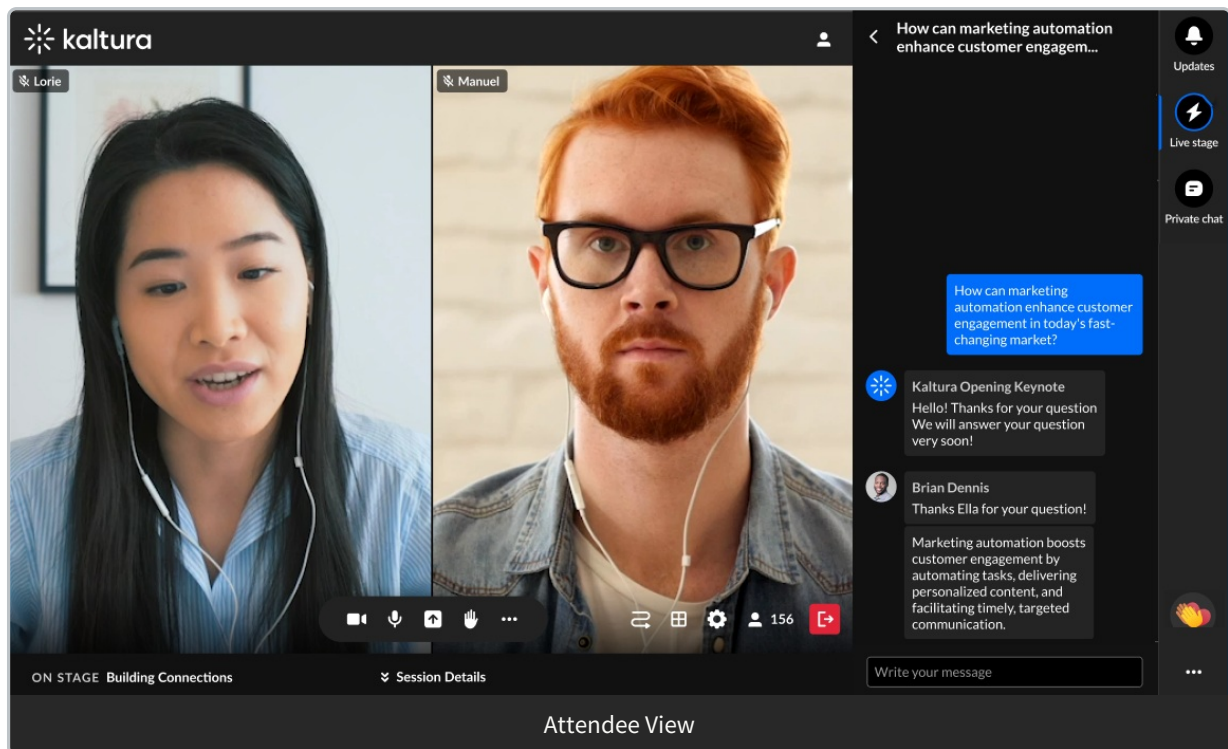 kaltura
Lorie
Manuel
156
ON STAGE Building Connections
Session Details
How can marketing automation
enhance customer engagem...
How can marketing
automation enhance customer
engagement in today's fast-
changing market?
Kaltura Opening Keynote
Hello! Thanks for your question
We will answer your question
very soon!
Brian Dennis
Thanks Ella for your question!
Marketing automation boosts
customer engagement by
automating tasks, delivering
personalized content, and
facilitating timely, targeted
communication.
Write your message
Updates
Live stage
Private chat
Attendee View